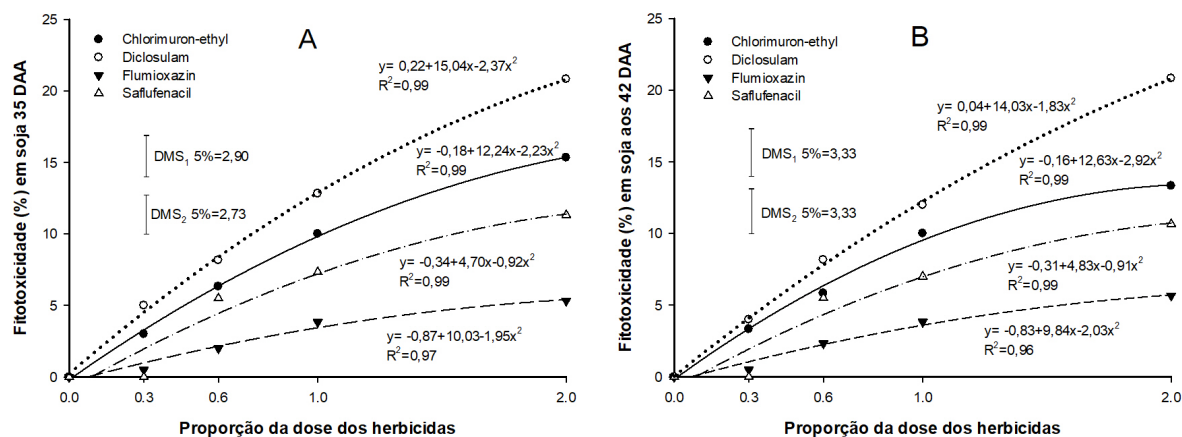 Fitotoxicidade (%) em soja 35 DAA
25
20
15
10
5
0
A
Chlorimuron-ethyl
Diclosulam
Flumioxazin
Saflufenacil
y= 0,22+15,04x-2,37x²
R²=0,99
DMS₁ 5%=2,90
y= -0,18+12,24x-2,23x²
R²=0,99
DMS₂ 5%=2,73
y= -0,34+4,70x-0,92x²
R²=0,99
y= -0,87+10,03-1,95x²
R²=0,97
0.0 0.3 0.6 1.0 2.0
Proporção da dose dos herbicidas
Fitotoxicidade (%) em soja aos 42 DAA
25
20
15
10
5
0
B
Chlorimuron-ethyl
Diclosulam
Flumioxazin
Saflufenacil
y= 0,04+14,03x-1,83x²
R²=0,99
DMS₁ 5%=3,33
y= -0,16+12,63x-2,92x²
R²=0,99
DMS₂ 5%=3,33
y= -0,31+4,83x-0,91x²
R²=0,99
y= -0,83+9,84x-2,03x²
R²=0,96
0.0 0.3 0.6 1.0 2.0
Proporção da dose dos herbicidas